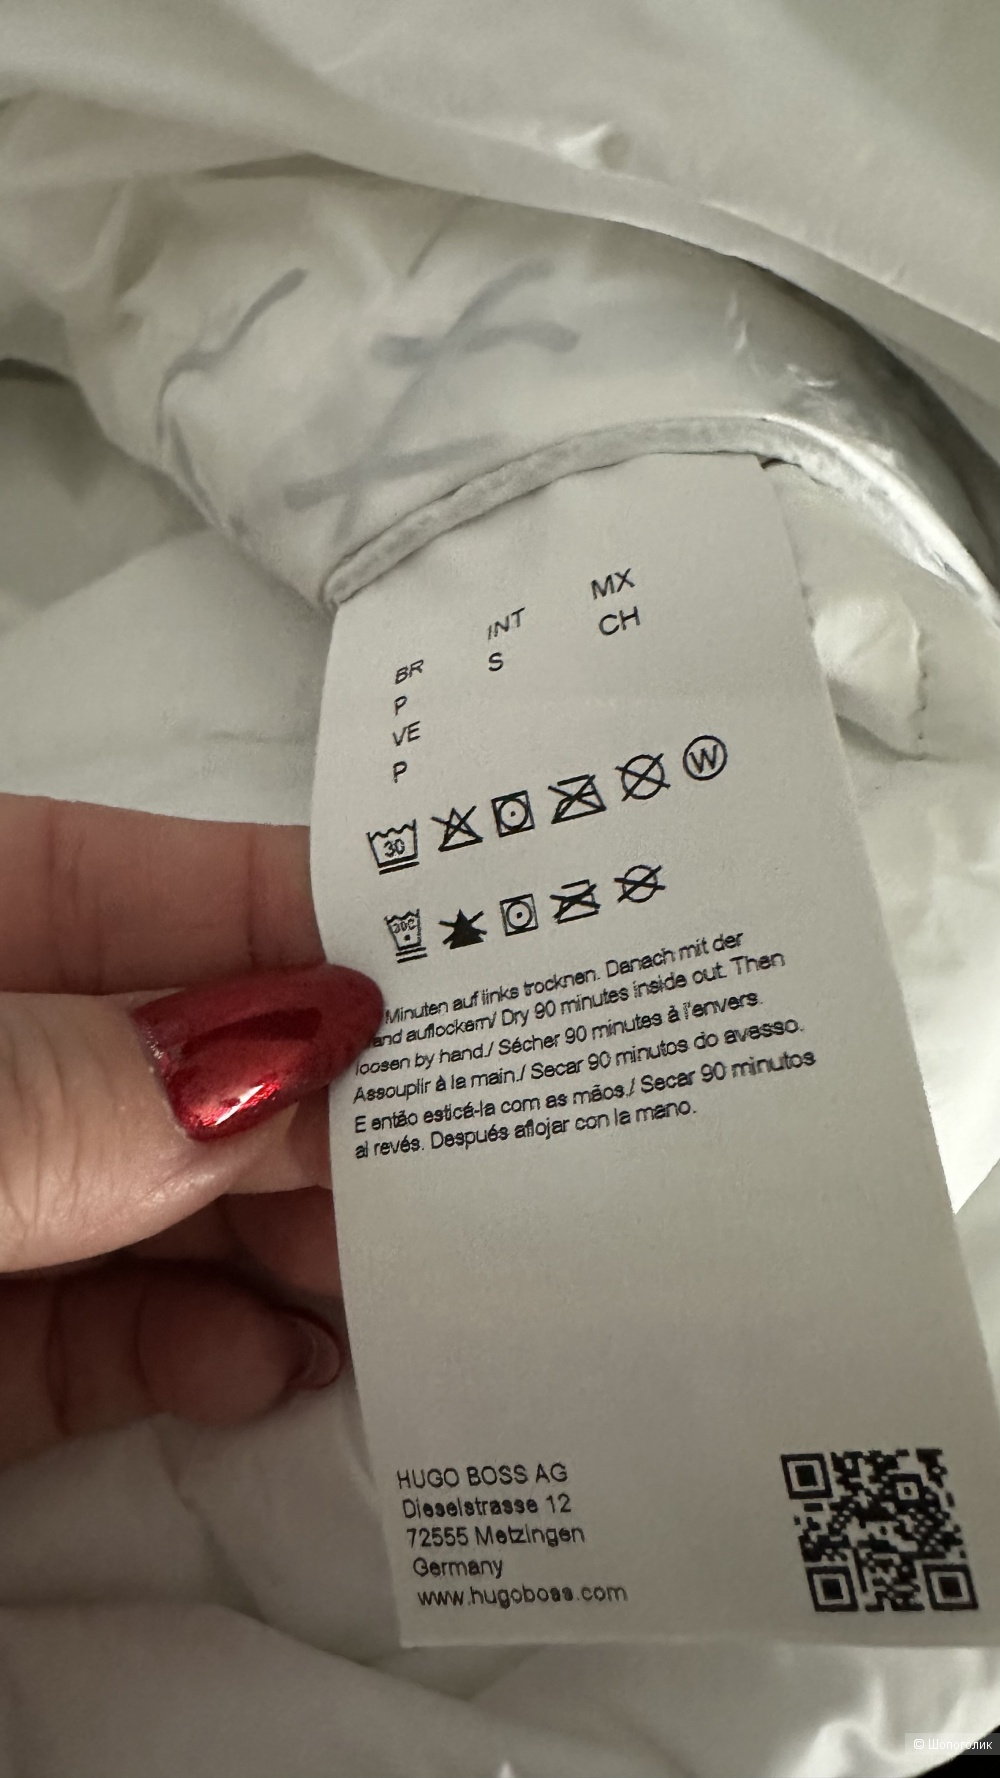 MX
INT CH
BR S
P
VE
P
30 W
30C
Minuten auf links trocknen. Danach mit der
auflockern/ Dry 90 minutes inside out. Then
loosen by hand./ Sécher 90 minutes à l'envers.
Assouplir à la main./ Secar 90 minutos do avesso.
E então esticá-la com as mãos./ Secar 90 minutos
al revés. Después aflojar con la mano.
HUGO BOSS AG
Dieselstrasse 12
72555 Metzingen
Germany
www.hugoboss.com
© Шопоголик